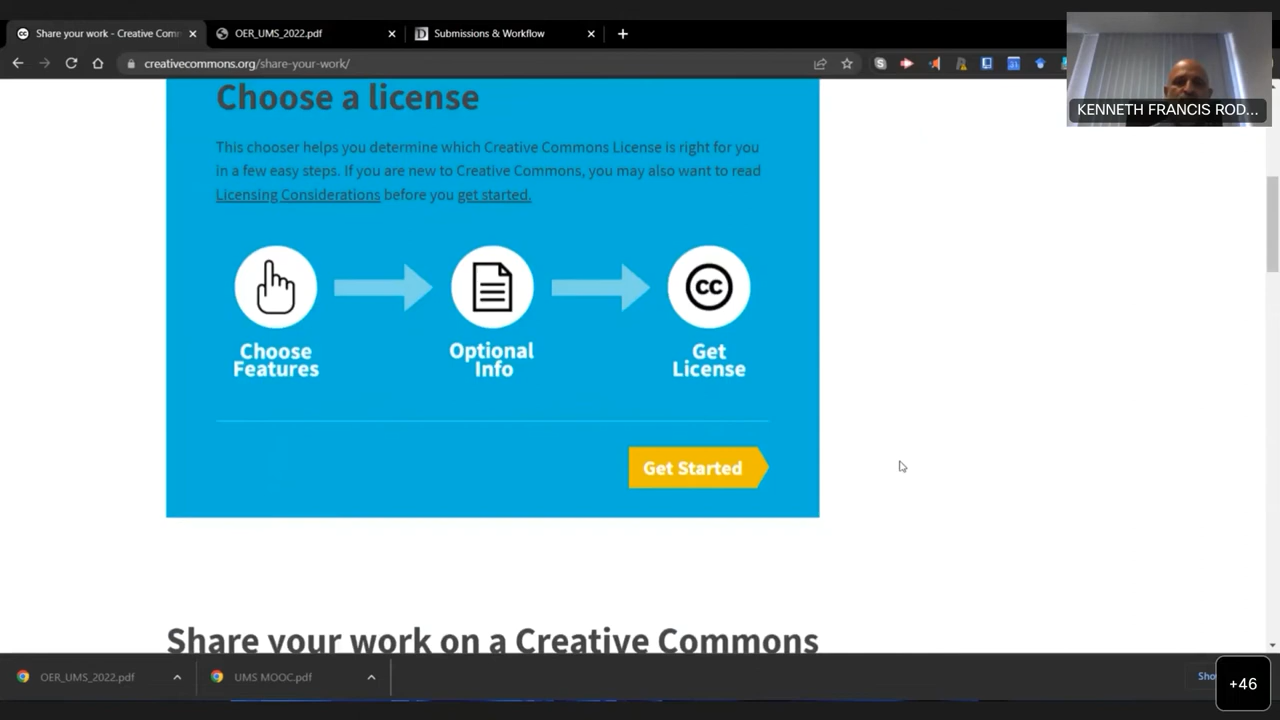 Share your work - Creative Comm
OER_UMS_2022.pdf
Submissions & Workflow
creativecommons.org/share-your-work/
KENNETH FRANCIS ROD...
Choose a license
This chooser helps you determine which Creative Commons License is right for you
in a few easy steps. If you are new to Creative Commons, you may also want to read
Licensing Considerations before you get started.
CC
Choose
Features
Optional
Info
Get
License
Get Started
Share your work on a Creative Commons
OER_UMS_2022.pdf
UMS MOOC.pdf
Sho
+46